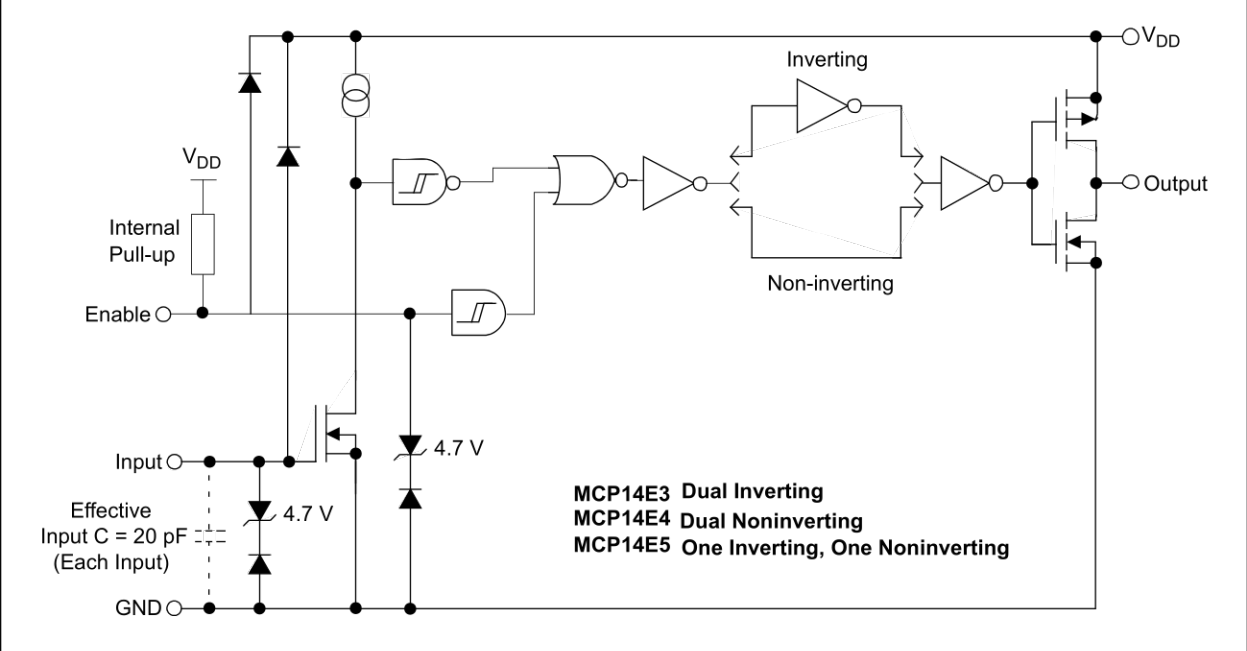 VDD
Inverting
VDD
Output
Internal
Pull-up
Non-inverting
Enable
4.7 V
Input
MCP14E3 Dual Inverting
MCP14E4 Dual Noninverting
MCP14E5 One Inverting, One Noninverting
Effective
Input C = 20 pF
(Each Input)
4.7 V
GND